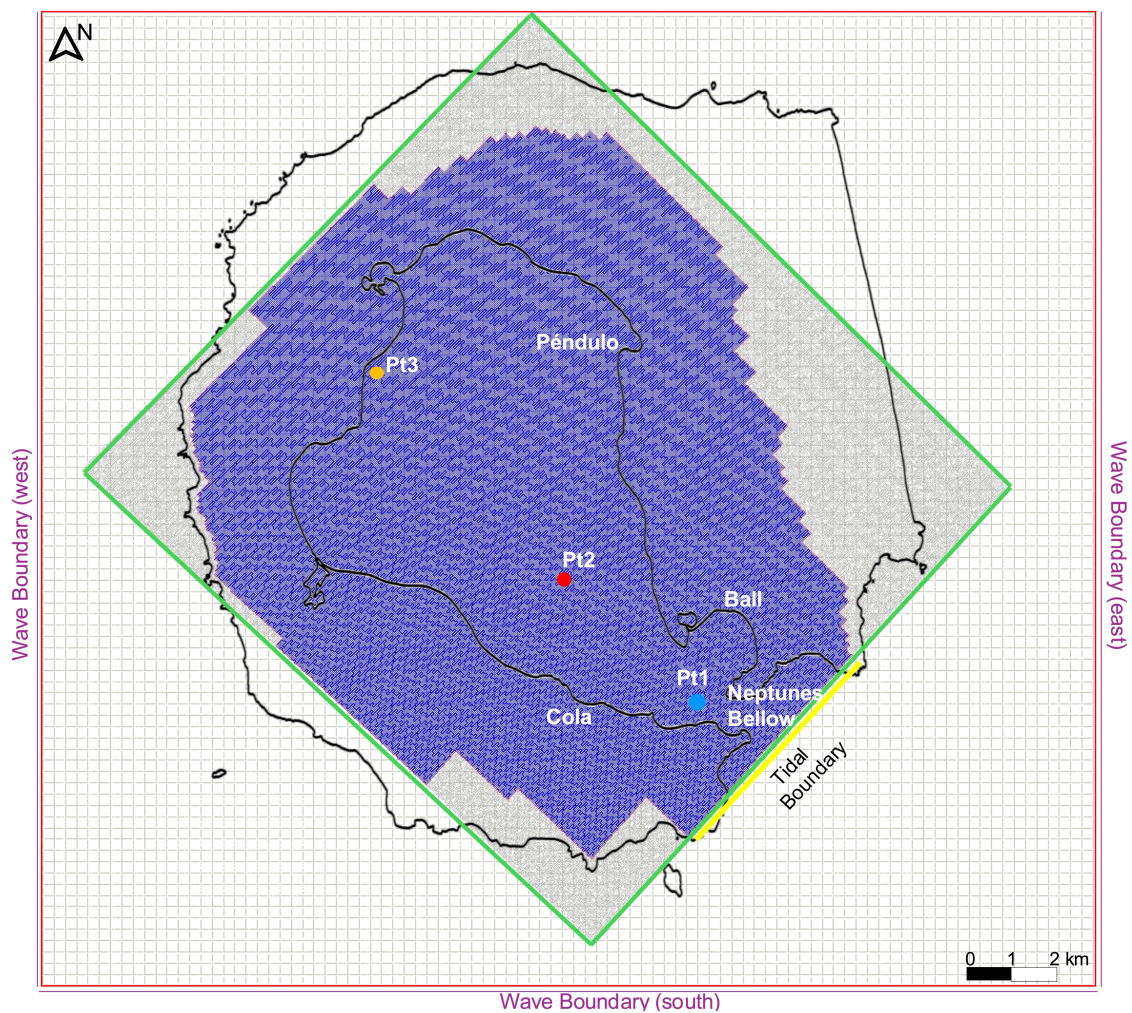 N
Péndulo
Pt3
Wave Boundary (west)
Wave Boundary (east)
Pt2
Ball
Pt1
Neptunes
Bellow
Cola
Tidal
Boundary
0 1 2 km
Wave Boundary (south)